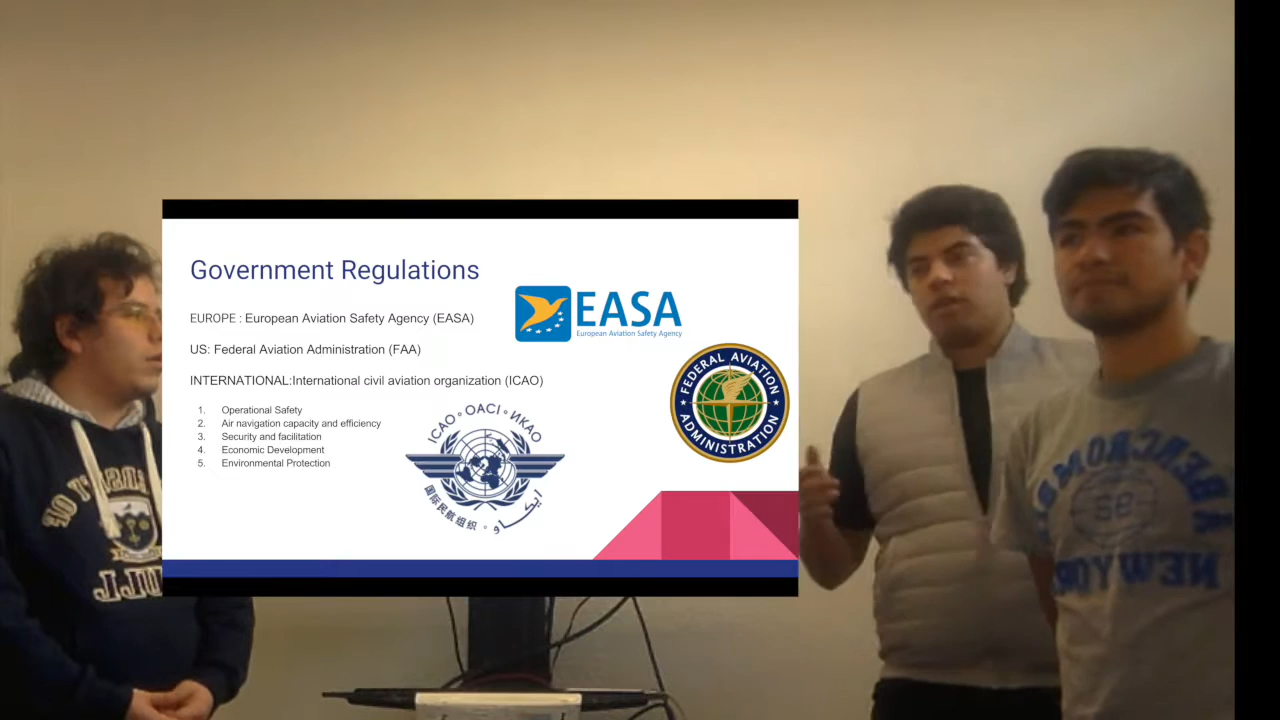 Government Regulations
EUROPE : European Aviation Safety Agency (EASA)
EASA
European Aviation Safety Agency
US: Federal Aviation Administration (FAA)
FEDERAL AVIATION
ADMINISTRATION
INTERNATIONAL:International civil aviation organization (ICAO)
1. Operational Safety
2. Air navigation capacity and efficiency
3. Security and facilitation
4. Economic Development
5. Environmental Protection
ICAO ° OACI ° ИКАО
国际民航组织 ° ايكاو
ABERCROMBIE
92
NEW YORK